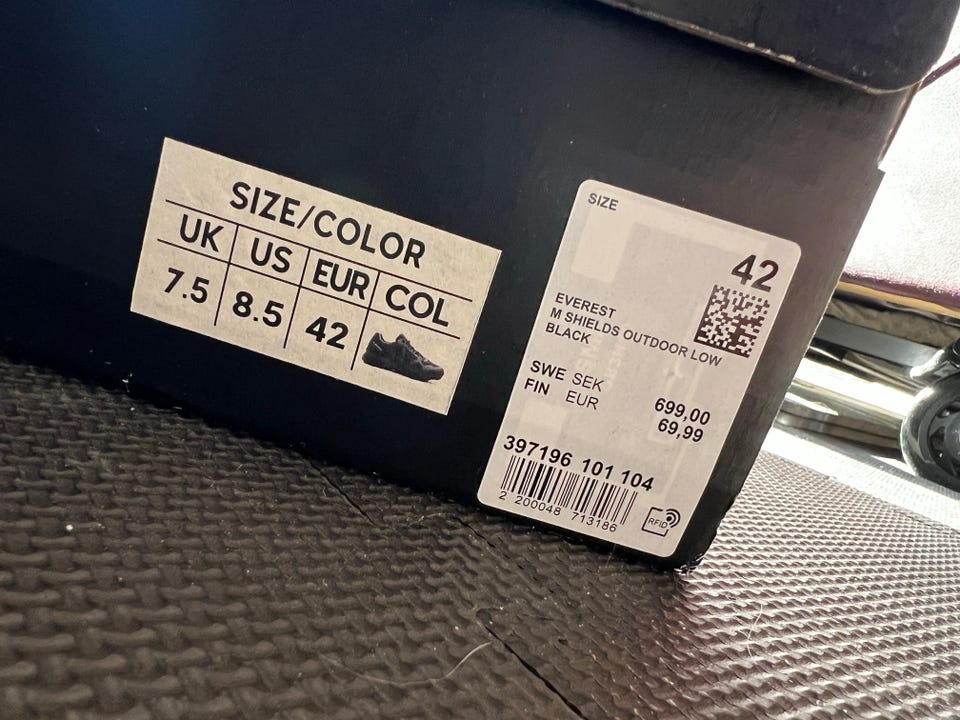 SIZE/COLOR
UK US EUR COL
7.5 8.5 42
SIZE
42
EVEREST
M SHIELDS OUTDOOR LOW
BLACK
SWE SEK 699,00
FIN EUR 69,99
397196 101 104
2 200048 713186
RFID